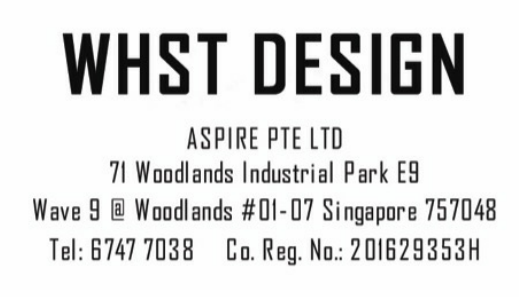 WHST DESIGN
ASPIRE PTE LTD
71 Woodlands Industrial Park E9
Wave 9 @ Woodlands #01-07 Singapore 757048
Tel: 6747 7038 Co. Reg. No.: 201629353H